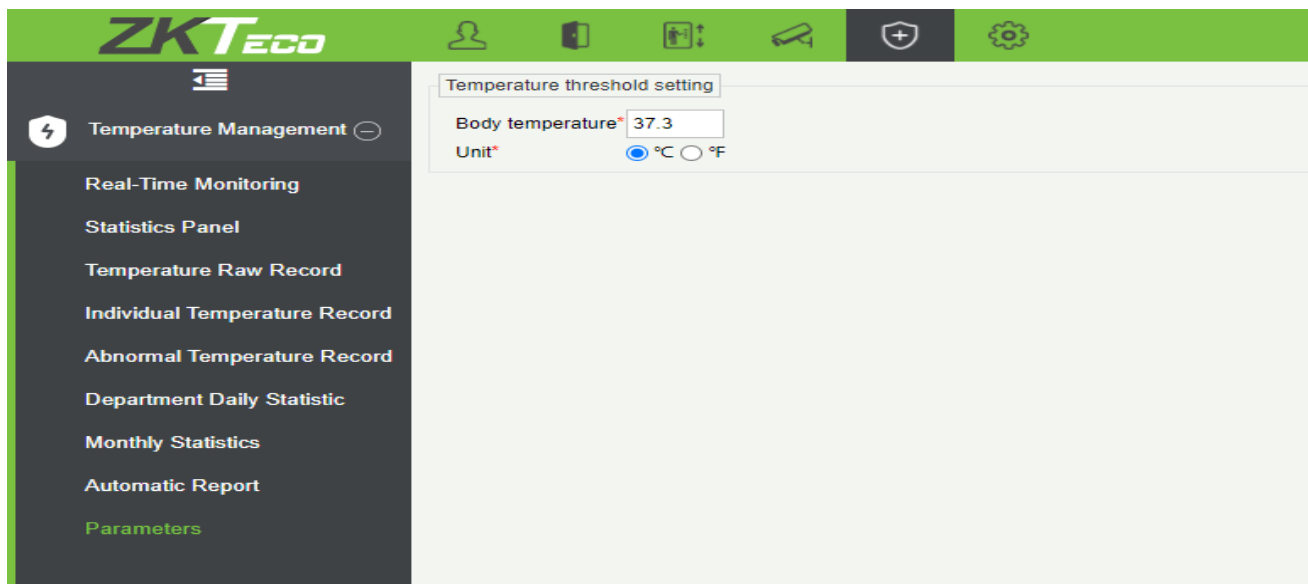 ZKTeco
Temperature Management
Real-Time Monitoring
Statistics Panel
Temperature Raw Record
Individual Temperature Record
Abnormal Temperature Record
Department Daily Statistic
Monthly Statistics
Automatic Report
Parameters
Temperature threshold setting
Body temperature* 37.3
Unit* ℃ ℉